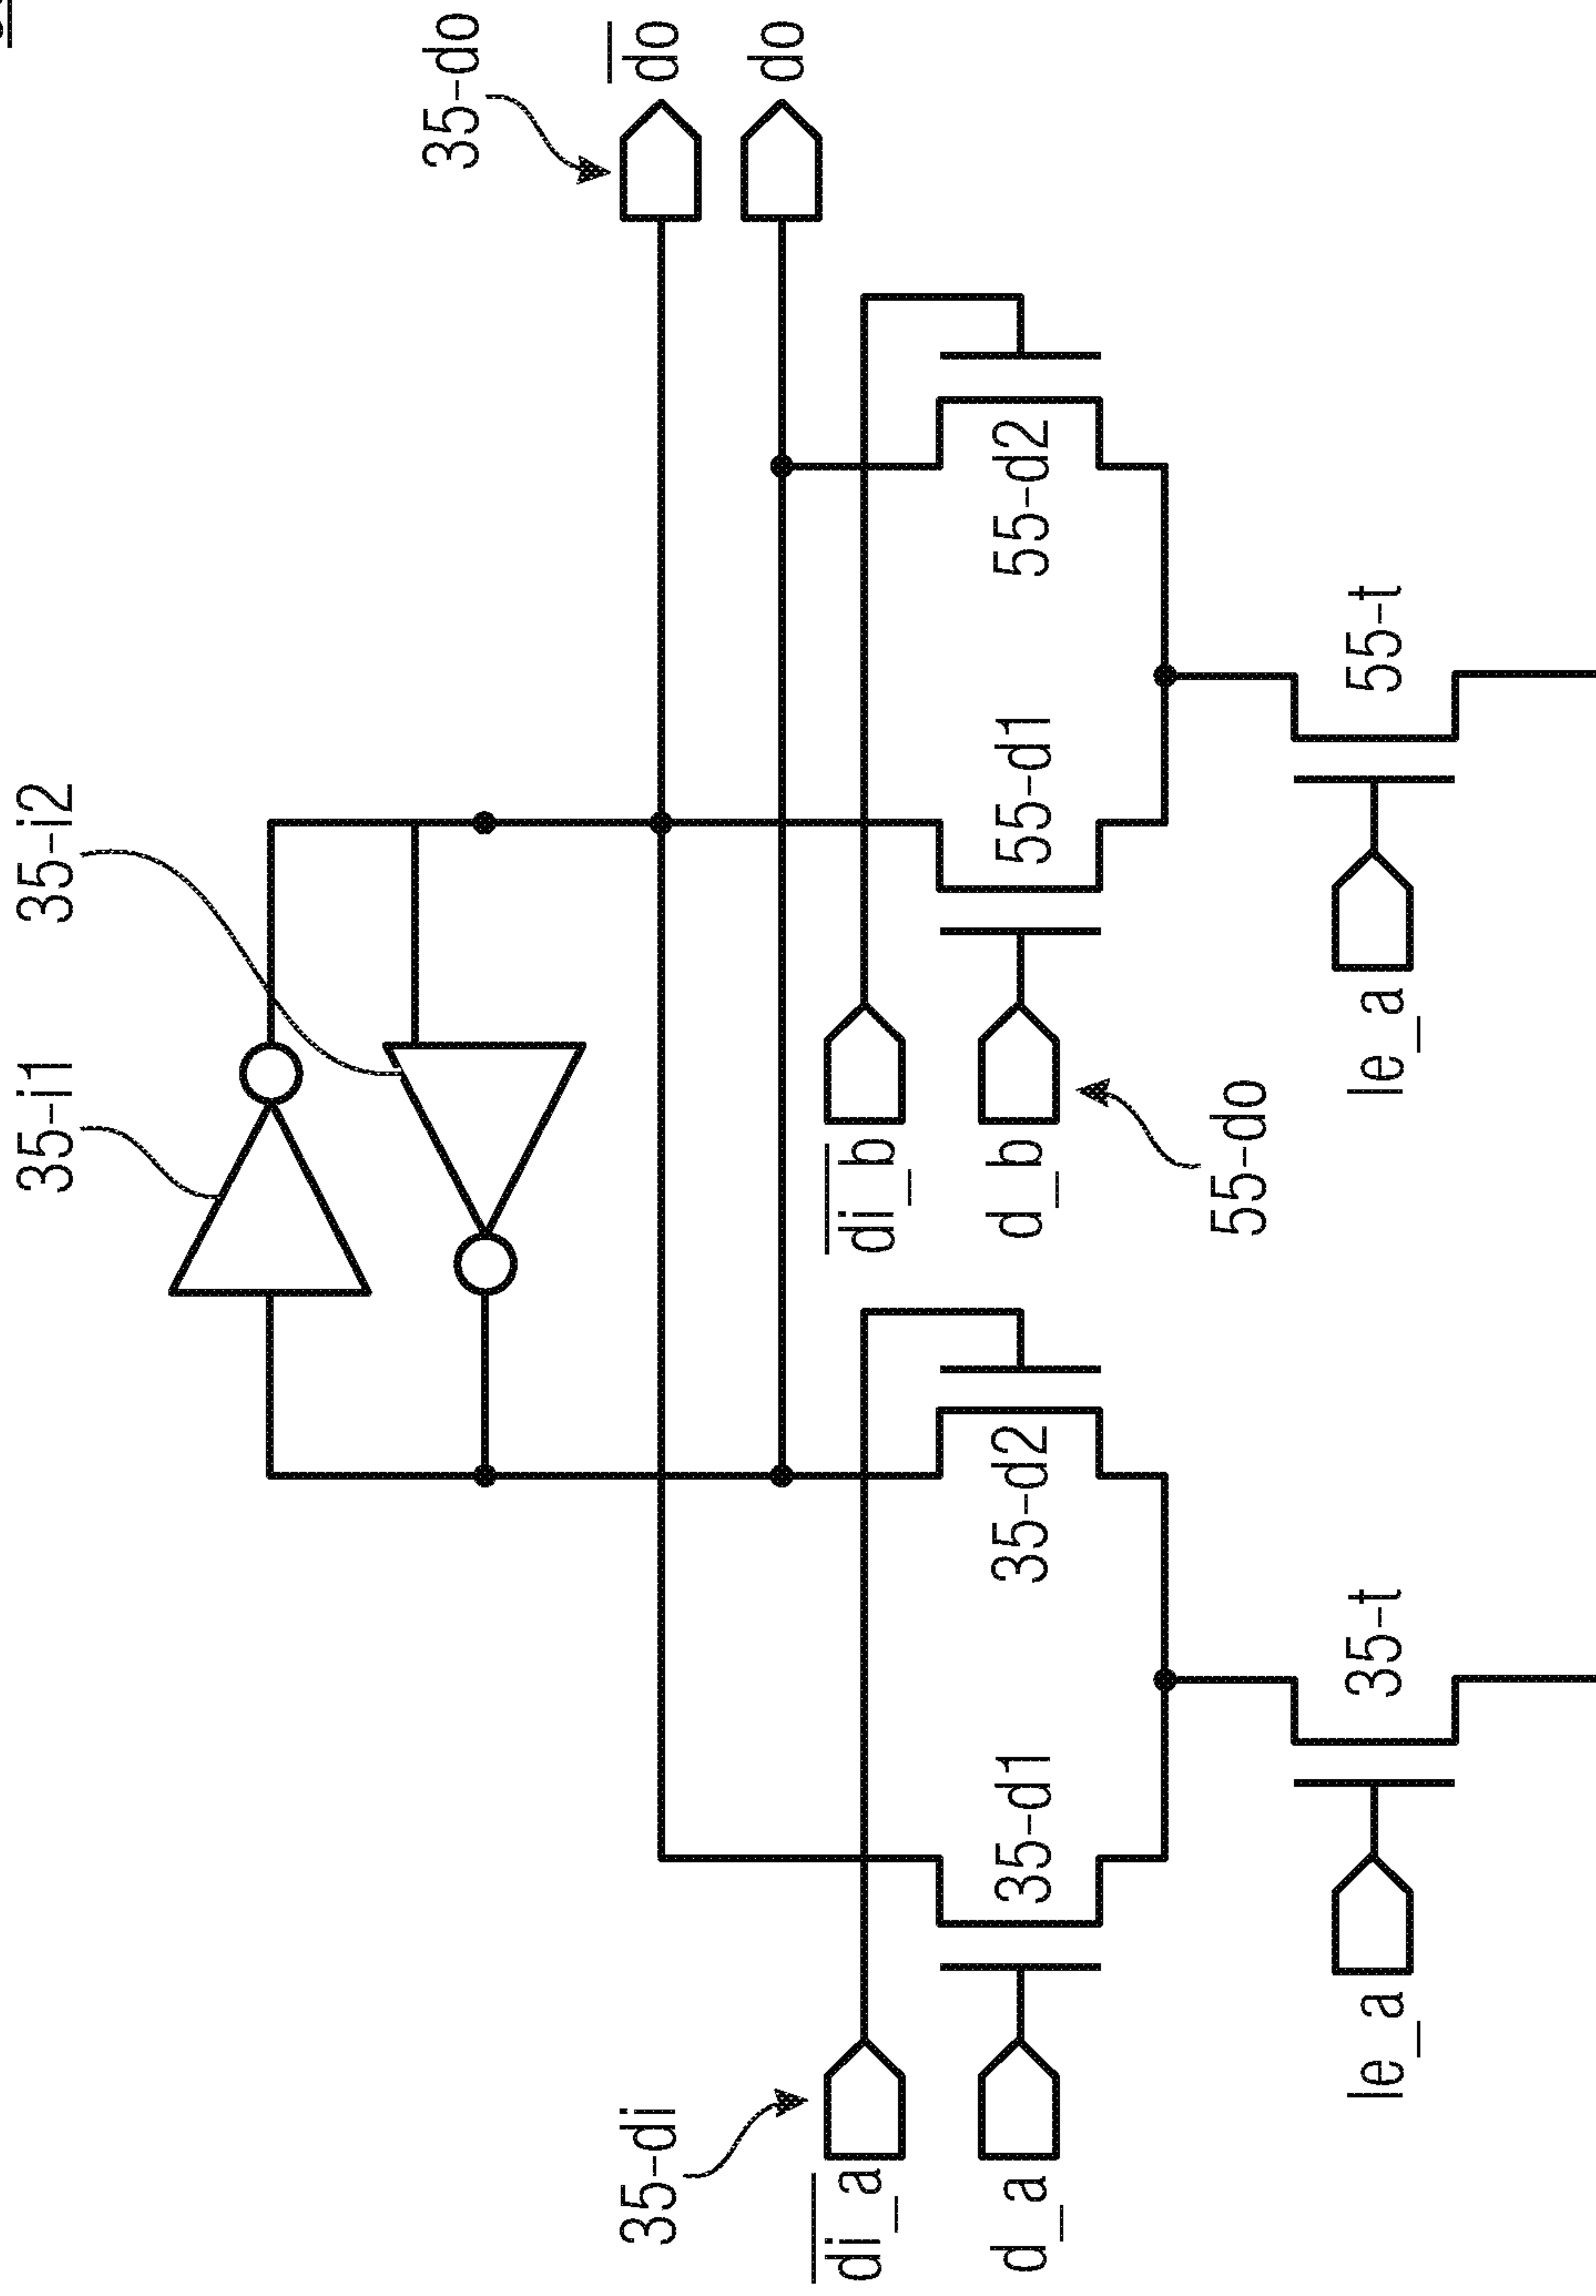 35-i1
35-i2
35-do
do
do
35-di
di_a
d_a
35-d1
35-d2
di_b
d_b
55-do
55-d1
55-d2
le_a
35-t
le_a
55-t